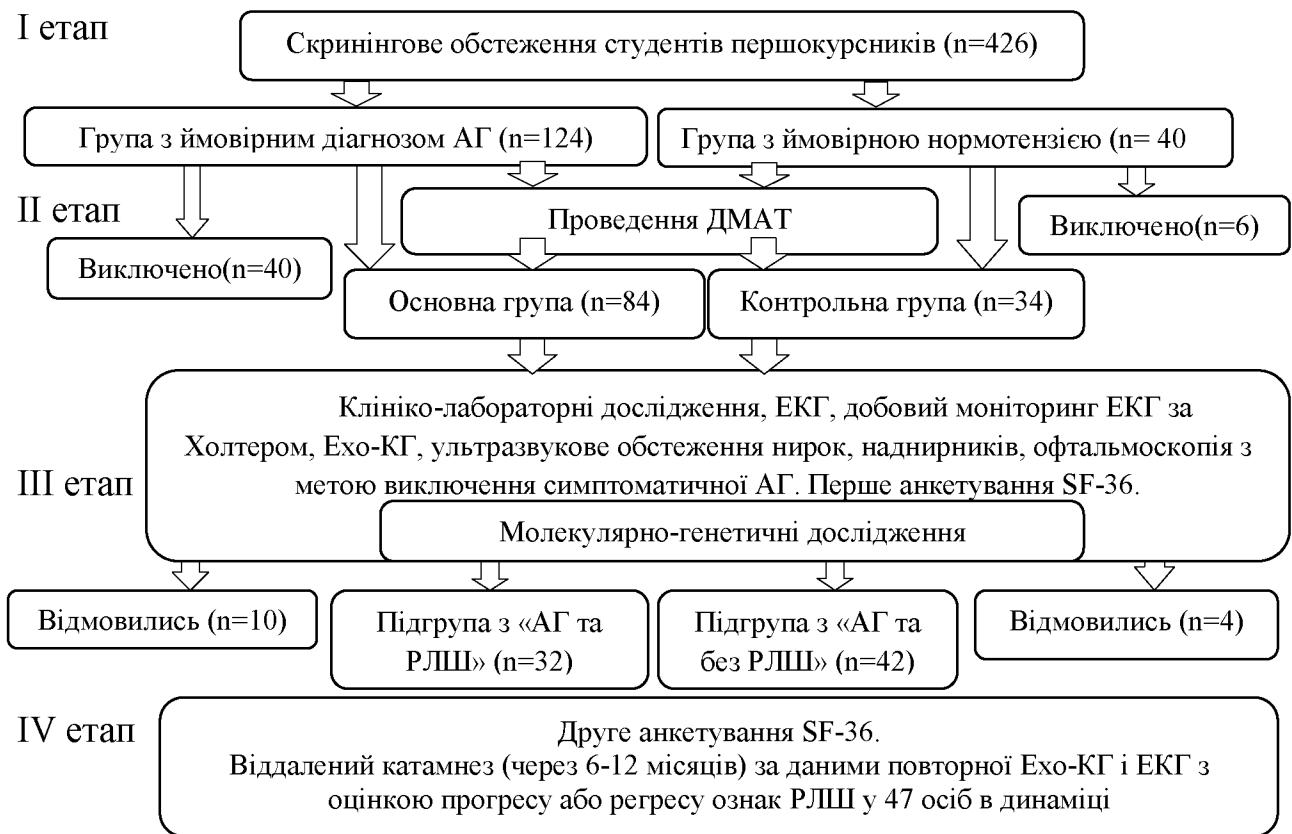 I етап
Скринінгове обстеження студентів першокурсників (n=426)
Група з ймовірним діагнозом АГ (n=124)
Група з ймовірною нормотензією (n= 40
II етап
Проведення ДМАТ
Виключено(n=6)
Виключено(n=40)
Основна група (n=84)
Контрольна група (n=34)
III етап
Клініко-лабораторні дослідження, ЕКГ, добовий моніторинг ЕКГ за
Холтером, Ехо-КГ, ультразвукове обстеження нирок, наднирників, офтальмоскопія з
метою виключення симптоматичної АГ. Перше анкетування SF-36.
Молекулярно-генетичні дослідження
Відмовились (n=10)
Підгрупа з «АГ та
РЛШ» (n=32)
Підгрупа з «АГ та
без РЛШ» (n=42)
Відмовились (n=4)
IV етап
Друге анкетування SF-36.
Віддалений катамнез (через 6-12 місяців) за даними повторної Ехо-КГ і ЕКГ з
оцінкою прогресу або регресу ознак РЛШ у 47 осіб в динаміці